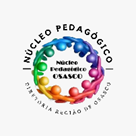 NÚCLEO PEDAGÓGICO
Núcleo
Pedagógico
OSASCO
DIRETORIA REGIÃO DE OSASCO